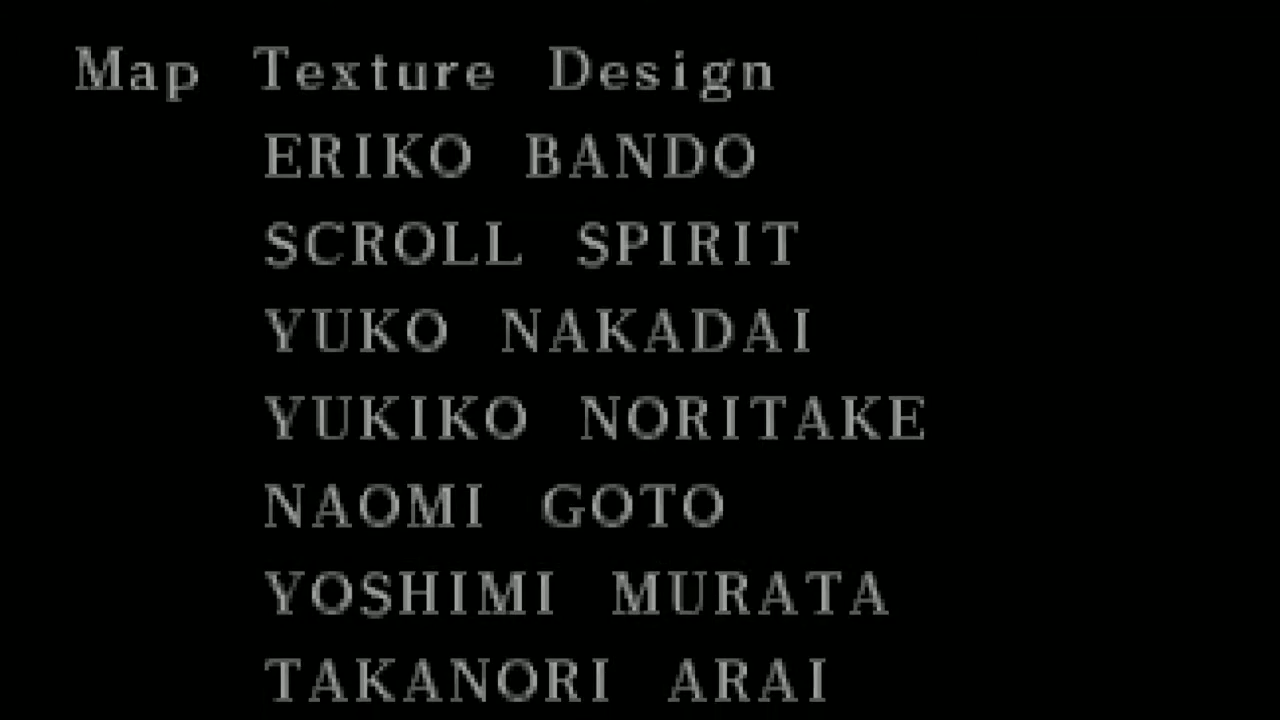 Map Texture Design
ERIKO BANDO
SCROLL SPIRIT
YUKO NAKADAI
YUKIKO NORITAKE
NAOMI GOTO
YOSHIMI MURATA
TAKANORI ARAI